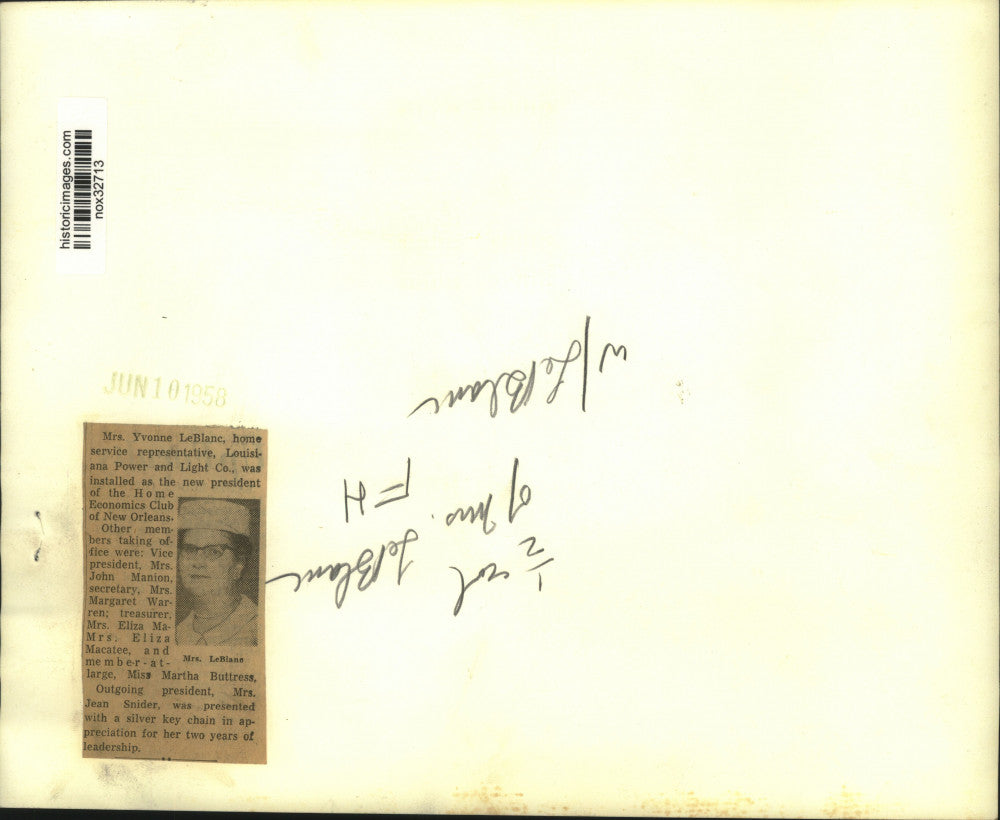 historicimages.com
nox32713
JUN 10 1958
Mrs. Yvonne LeBlanc, home
service representative, Louisi-
ana Power and Light Co., was
installed as the new president
of the Home
Economics Club
of New Orleans.
Other mem-
bers taking of-
fice were: Vice
president, Mrs.
John Manion,
secretary, Mrs.
Margaret War-
ren; treasurer,
Mrs. Eliza Ma-
Mrs. Eliza
Macatee, and
member-at-
large, Miss Martha Buttress,
Mrs. LeBlanc
Outgoing president, Mrs.
Jean Snider, was presented
with a silver key chain in ap-
preciation for her two years of
leadership.
w/LeBlanc
½ col
of Mrs.
LeBlanc
F=H